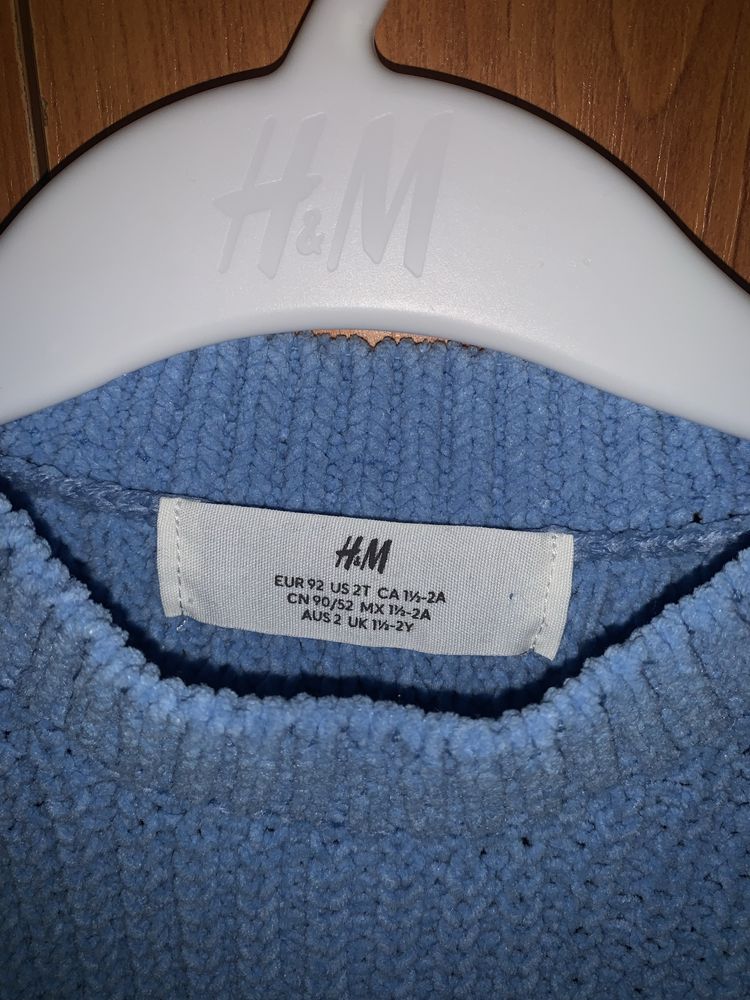 H&M
H&M
EUR 92 US 2T CA 1½-2A
CN 90/52 MX 1½-2A
AUS 2 UK 1½-2Y